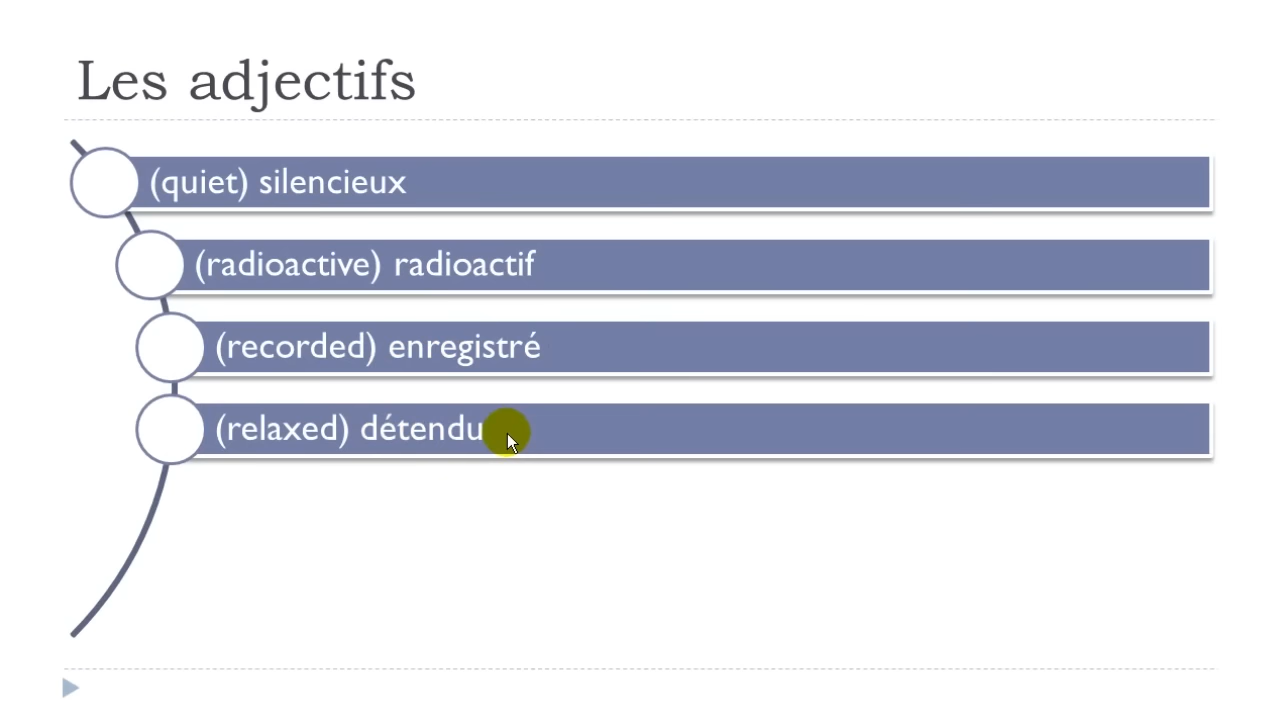 Les adjectifs
(quiet) silencieux
(radioactive) radioactif
(recorded) enregistré
(relaxed) détendu